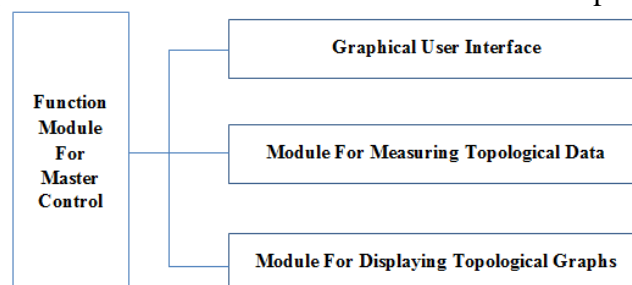 Function
Module
For
Master
Control
Graphical User Interface
Module For Measuring Topological Data
Module For Displaying Topological Graphs